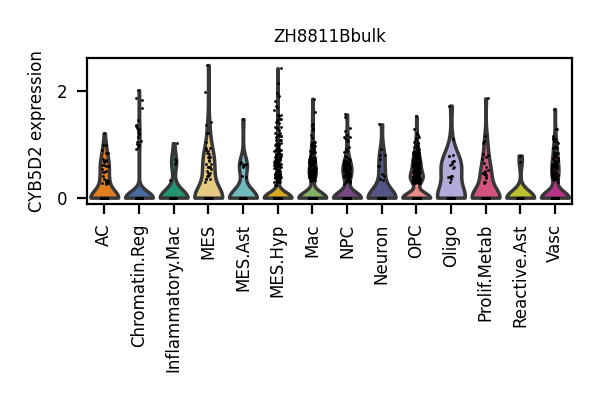 ZH8811Bbulk
CYB5D2 expression
2
0
AC
Chromatin.Reg
Inflammatory.Mac
MES
MES.Ast
MES.Hyp
Mac
NPC
Neuron
OPC
Oligo
Prolif.Metab
Reactive.Ast
Vasc